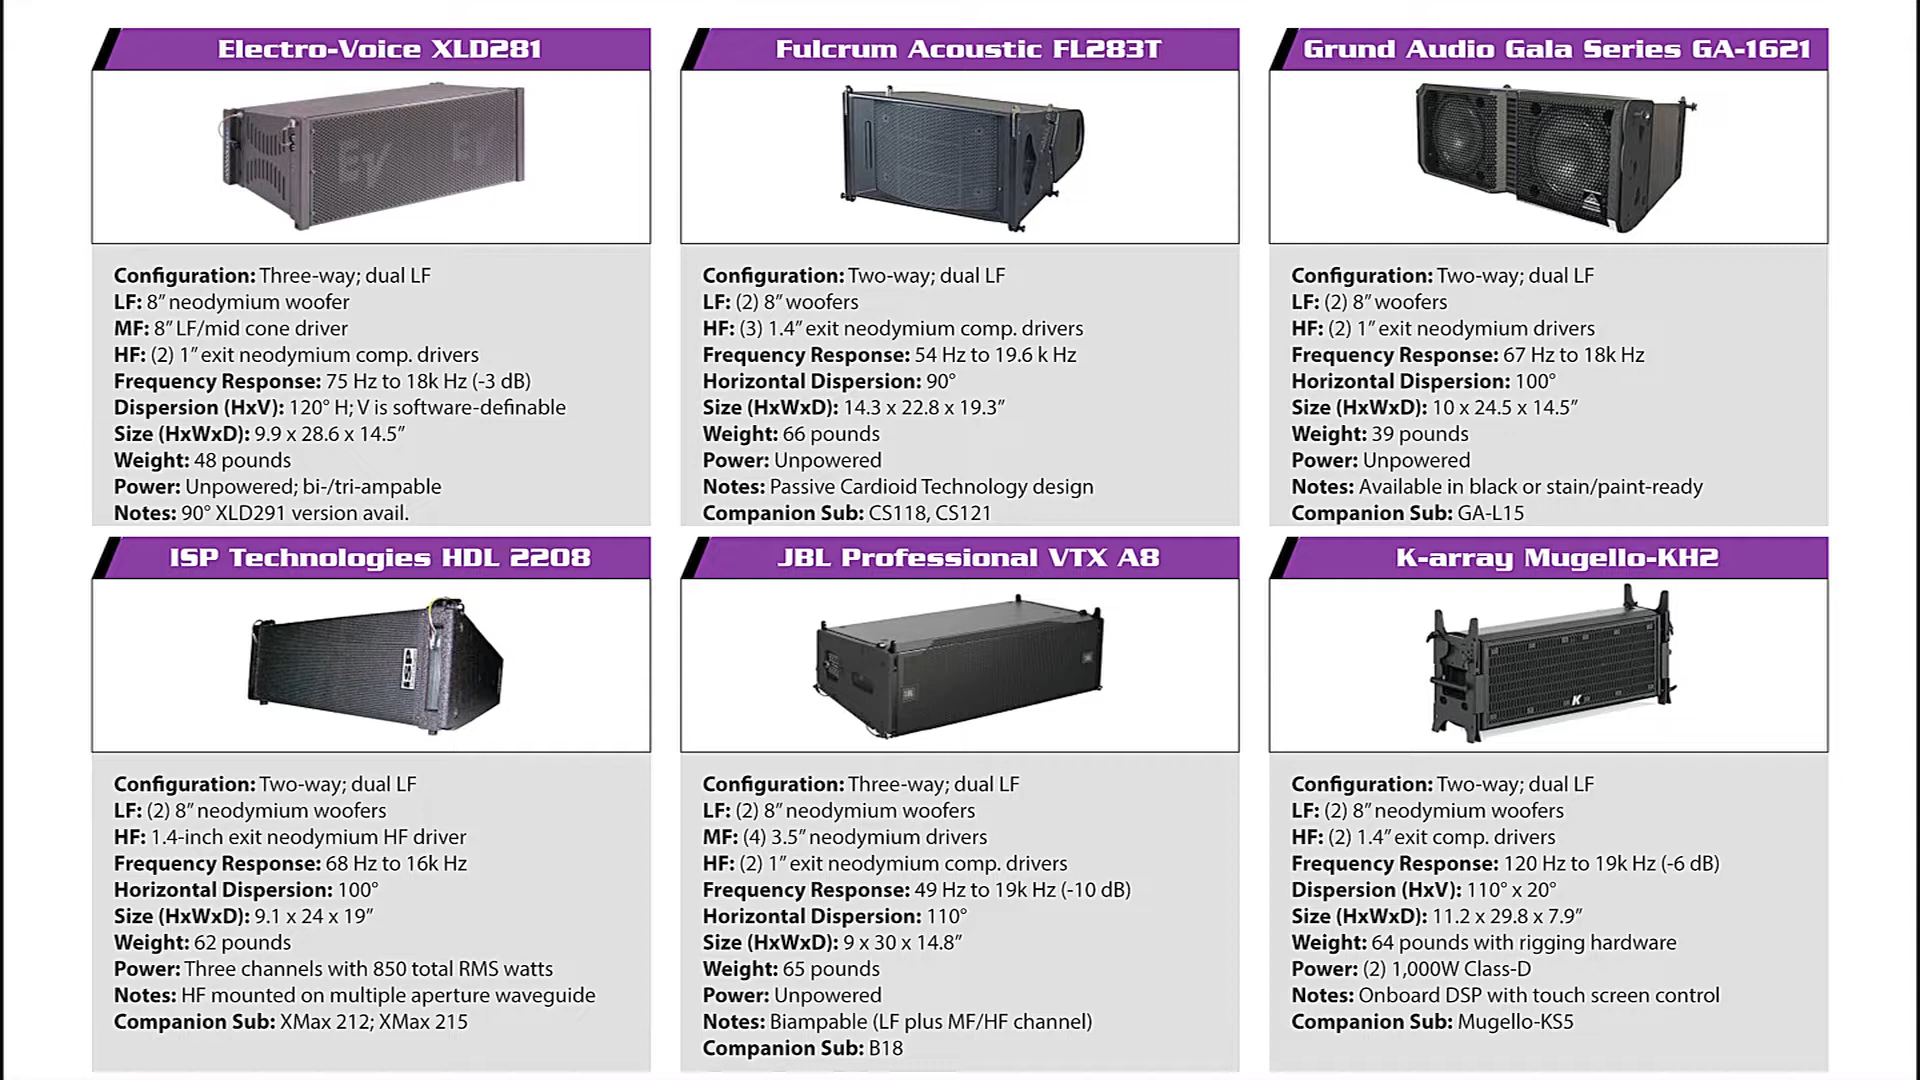 Electro-Voice XLD281
EV EV
Configuration: Three-way; dual LF
LF: 8" neodymium woofer
MF: 8" LF/mid cone driver
HF: (2) 1" exit neodymium comp. drivers
Frequency Response: 75 Hz to 18k Hz (-3 dB)
Dispersion (HxV): 120° H; V is software-definable
Size (HxWxD): 9.9 x 28.6 x 14.5"
Weight: 48 pounds
Power: Unpowered; bi-/tri-ampable
Notes: 90° XLD291 version avail.
Fulcrum Acoustic FL283T
Configuration: Two-way; dual LF
LF: (2) 8" woofers
HF: (3) 1.4" exit neodymium comp. drivers
Frequency Response: 54 Hz to 19.6 k Hz
Horizontal Dispersion: 90°
Size (HxWxD): 14.3 x 22.8 x 19.3"
Weight: 66 pounds
Power: Unpowered
Notes: Passive Cardioid Technology design
Companion Sub: CS118, CS121
Grund Audio Gala Series GA-1621
Configuration: Two-way; dual LF
LF: (2) 8" woofers
HF: (2) 1" exit neodymium drivers
Frequency Response: 67 Hz to 18k Hz
Horizontal Dispersion: 100°
Size (HxWxD): 10 x 24.5 x 14.5"
Weight: 39 pounds
Power: Unpowered
Notes: Available in black or stain/paint-ready
Companion Sub: GA-L15
ISP Technologies HDL 2208
ISP
Configuration: Two-way; dual LF
LF: (2) 8" neodymium woofers
HF: 1.4-inch exit neodymium HF driver
Frequency Response: 68 Hz to 16k Hz
Horizontal Dispersion: 100°
Size (HxWxD): 9.1 x 24 x 19"
Weight: 62 pounds
Power: Three channels with 850 total RMS watts
Notes: HF mounted on multiple aperture waveguide
Companion Sub: XMax 212; XMax 215
JBL Professional VTX A8
Configuration: Three-way; dual LF
LF: (2) 8" neodymium woofers
MF: (4) 3.5" neodymium drivers
HF: (2) 1" exit neodymium comp. drivers
Frequency Response: 49 Hz to 19k Hz (-10 dB)
Horizontal Dispersion: 110°
Size (HxWxD): 9 x 30 x 14.8"
Weight: 65 pounds
Power: Unpowered
Notes: Biampable (LF plus MF/HF channel)
Companion Sub: B18
K-array Mugello-KH2
K
Configuration: Two-way; dual LF
LF: (2) 8" neodymium woofers
HF: (2) 1.4" exit comp. drivers
Frequency Response: 120 Hz to 19k Hz (-6 dB)
Dispersion (HxV): 110° x 20°
Size (HxWxD): 11.2 x 29.8 x 7.9"
Weight: 64 pounds with rigging hardware
Power: (2) 1,000W Class-D
Notes: Onboard DSP with touch screen control
Companion Sub: Mugello-KS5